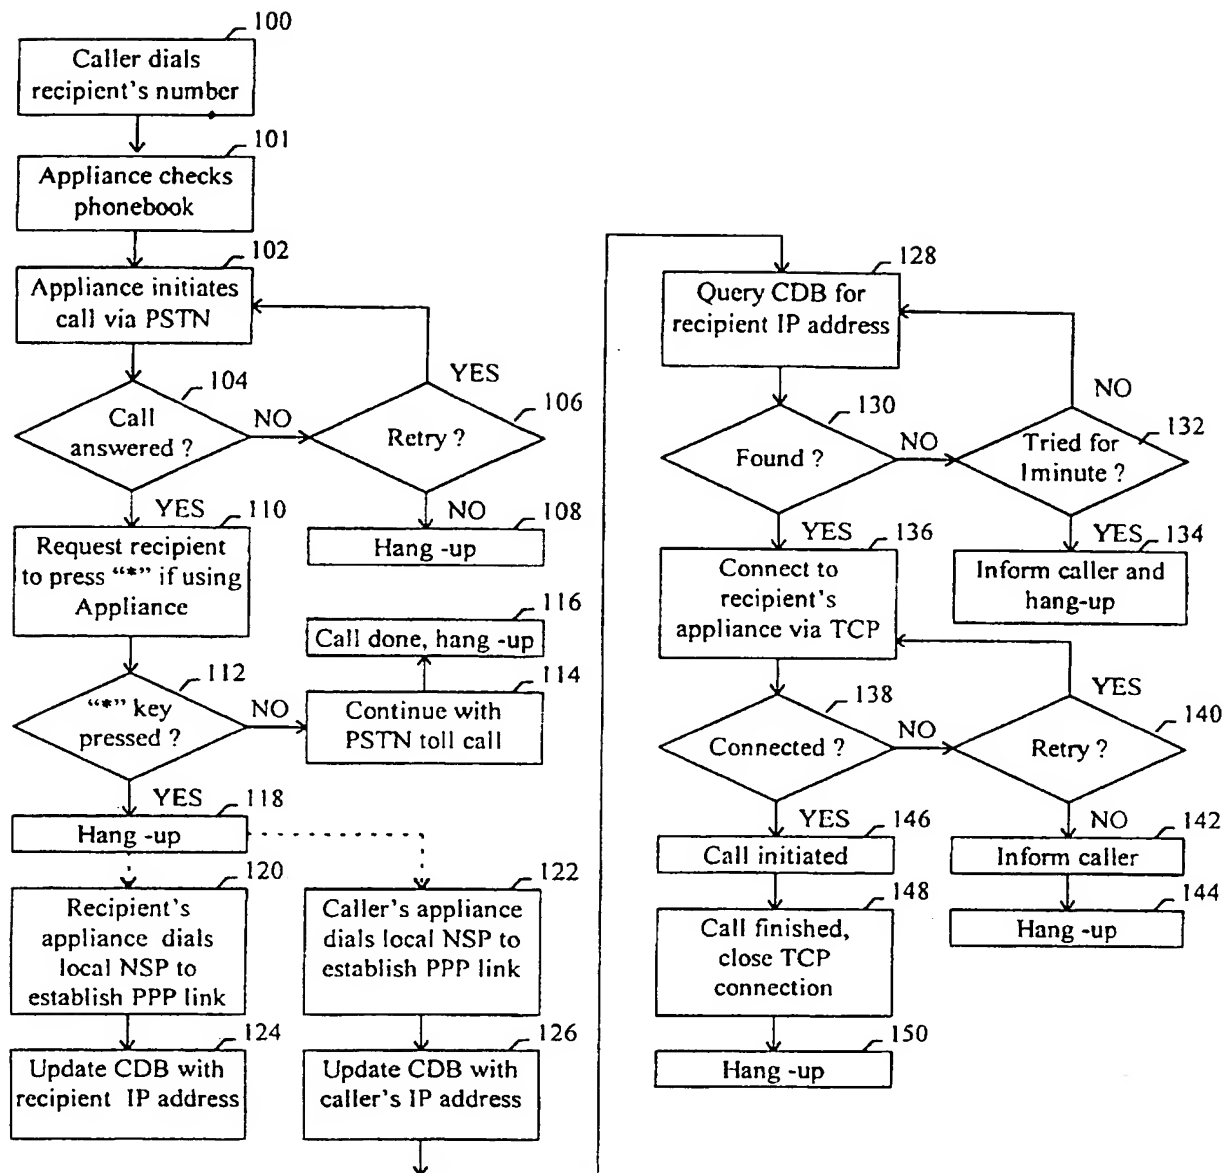 100
Caller dials
recipient's number
101
Appliance checks
phonebook
102
Appliance initiates
call via PSTN
YES
104
Call
answered ?
NO
106
Retry ?
YES
110
Request recipient
to press “*” if using
Appliance
NO
108
Hang -up
116
Call done, hang -up
112
“*” key
pressed ?
NO
114
Continue with
PSTN toll call
YES
118
Hang -up
120
Recipient's
appliance dials
local NSP to
establish PPP link
122
Caller's appliance
dials local NSP to
establish PPP link
124
Update CDB with
recipient IP address
126
Update CDB with
caller's IP address
128
Query CDB for
recipient IP address
NO
130
Found ?
NO
132
Tried for
1minute ?
YES
136
Connect to
recipient's
appliance via TCP
YES
134
Inform caller and
hang-up
YES
138
Connected ?
NO
140
Retry ?
YES
146
Call initiated
NO
142
Inform caller
148
Call finished,
close TCP
connection
144
Hang -up
150
Hang -up